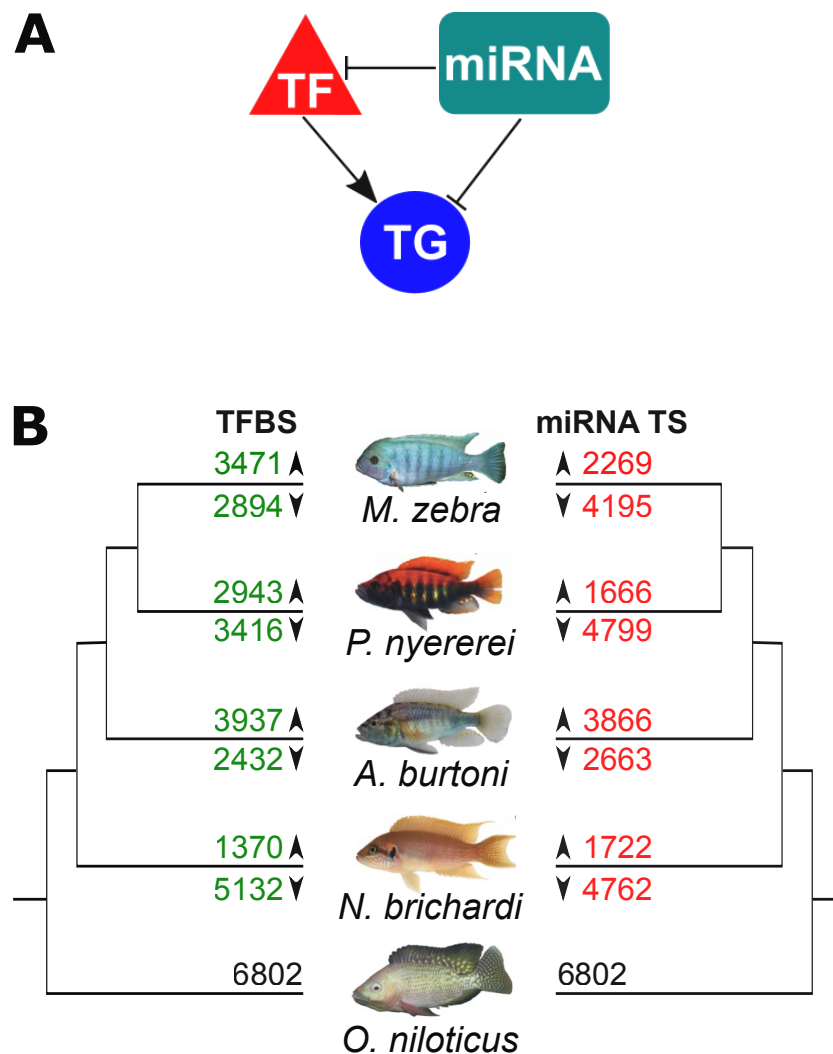 A
TF
miRNA
TG
B
TFBS
miRNA TS
3471
2269
2894
4195
M. zebra
2943
1666
3416
4799
P. nyererei
3937
3866
2432
2663
A. burtoni
1370
1722
5132
4762
N. brichardi
6802
6802
O. niloticus